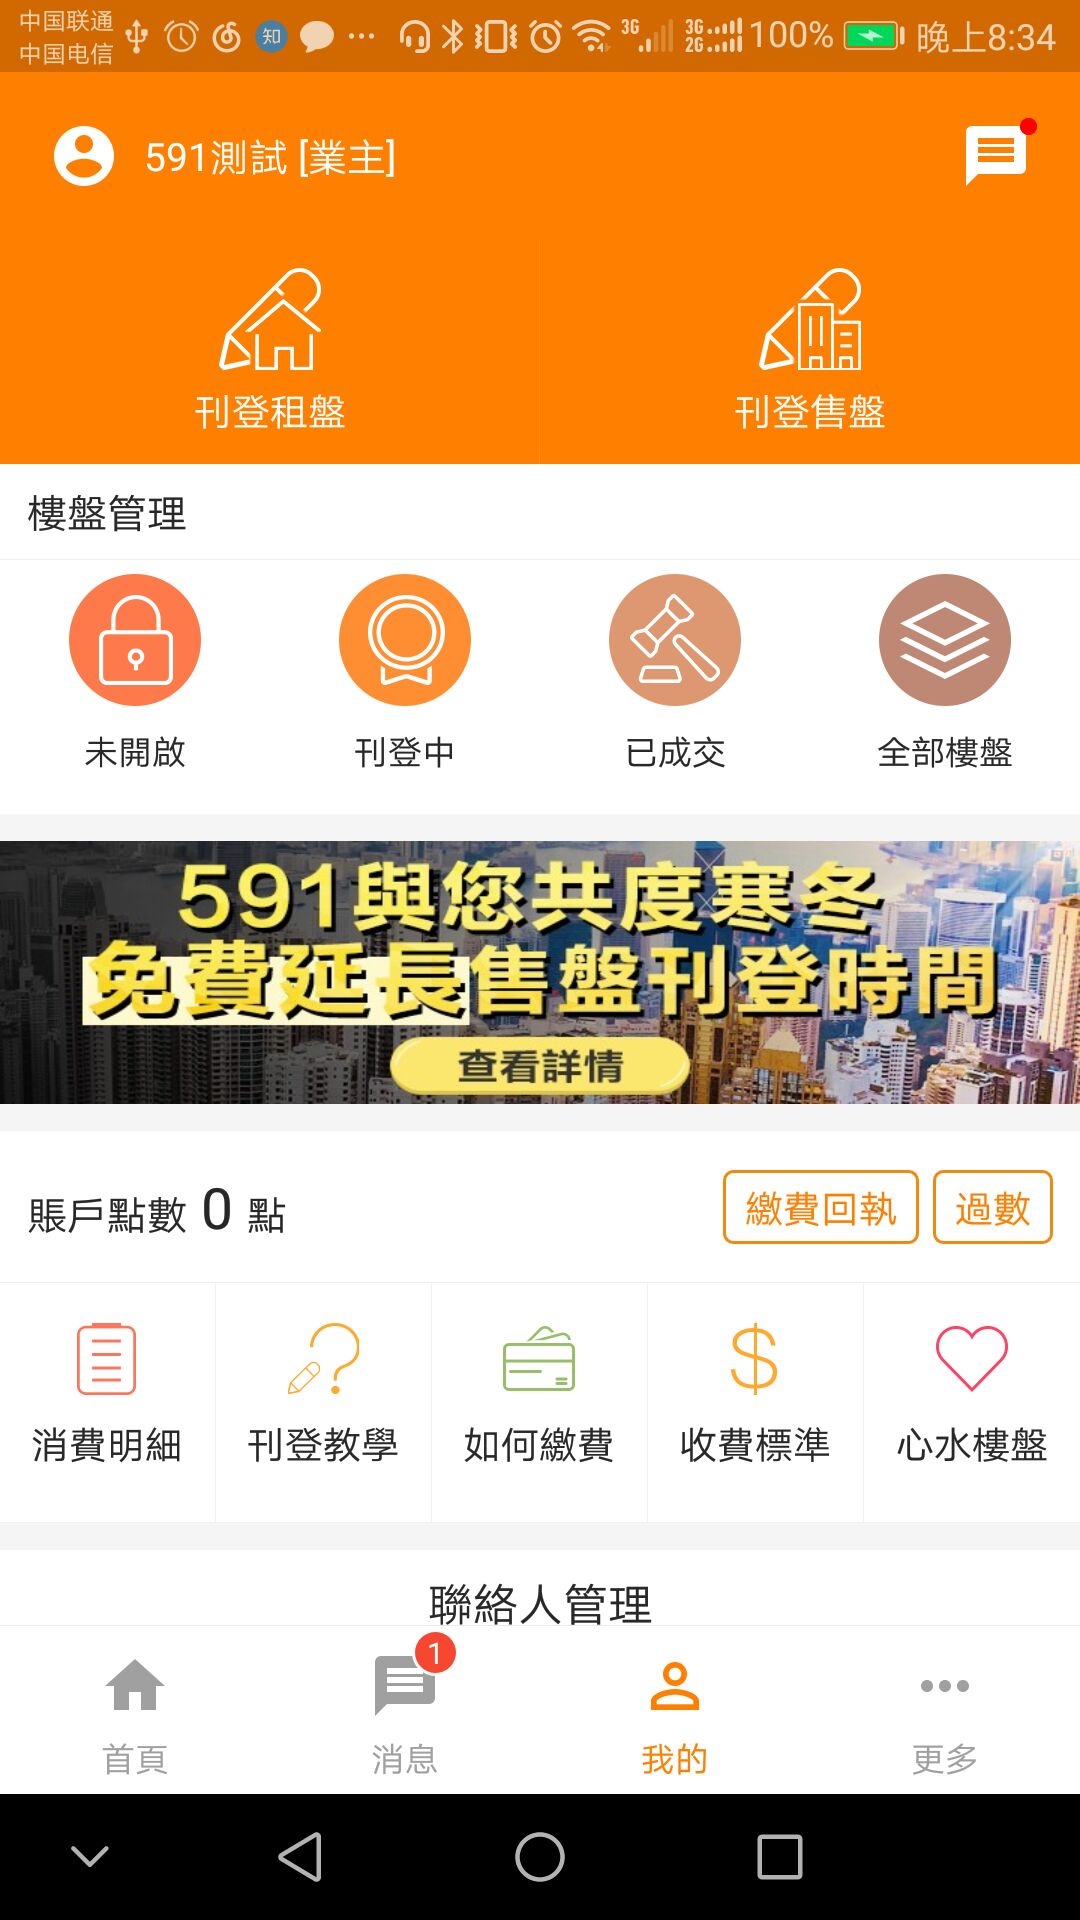 中国联通
中国电信
知
3G
3G
2G
100%
晚上8:34
591測試 [業主]
刊登租盤
刊登售盤
樓盤管理
未開啟
刊登中
已成交
全部樓盤
591與您共度寒冬
免費延長售盤刊登時間
查看詳情
賬戶點數 0 點
繳費回執
過數
消費明細
刊登教學
如何繳費
收費標準
心水樓盤
聯絡人管理
1
首頁
消息
我的
更多